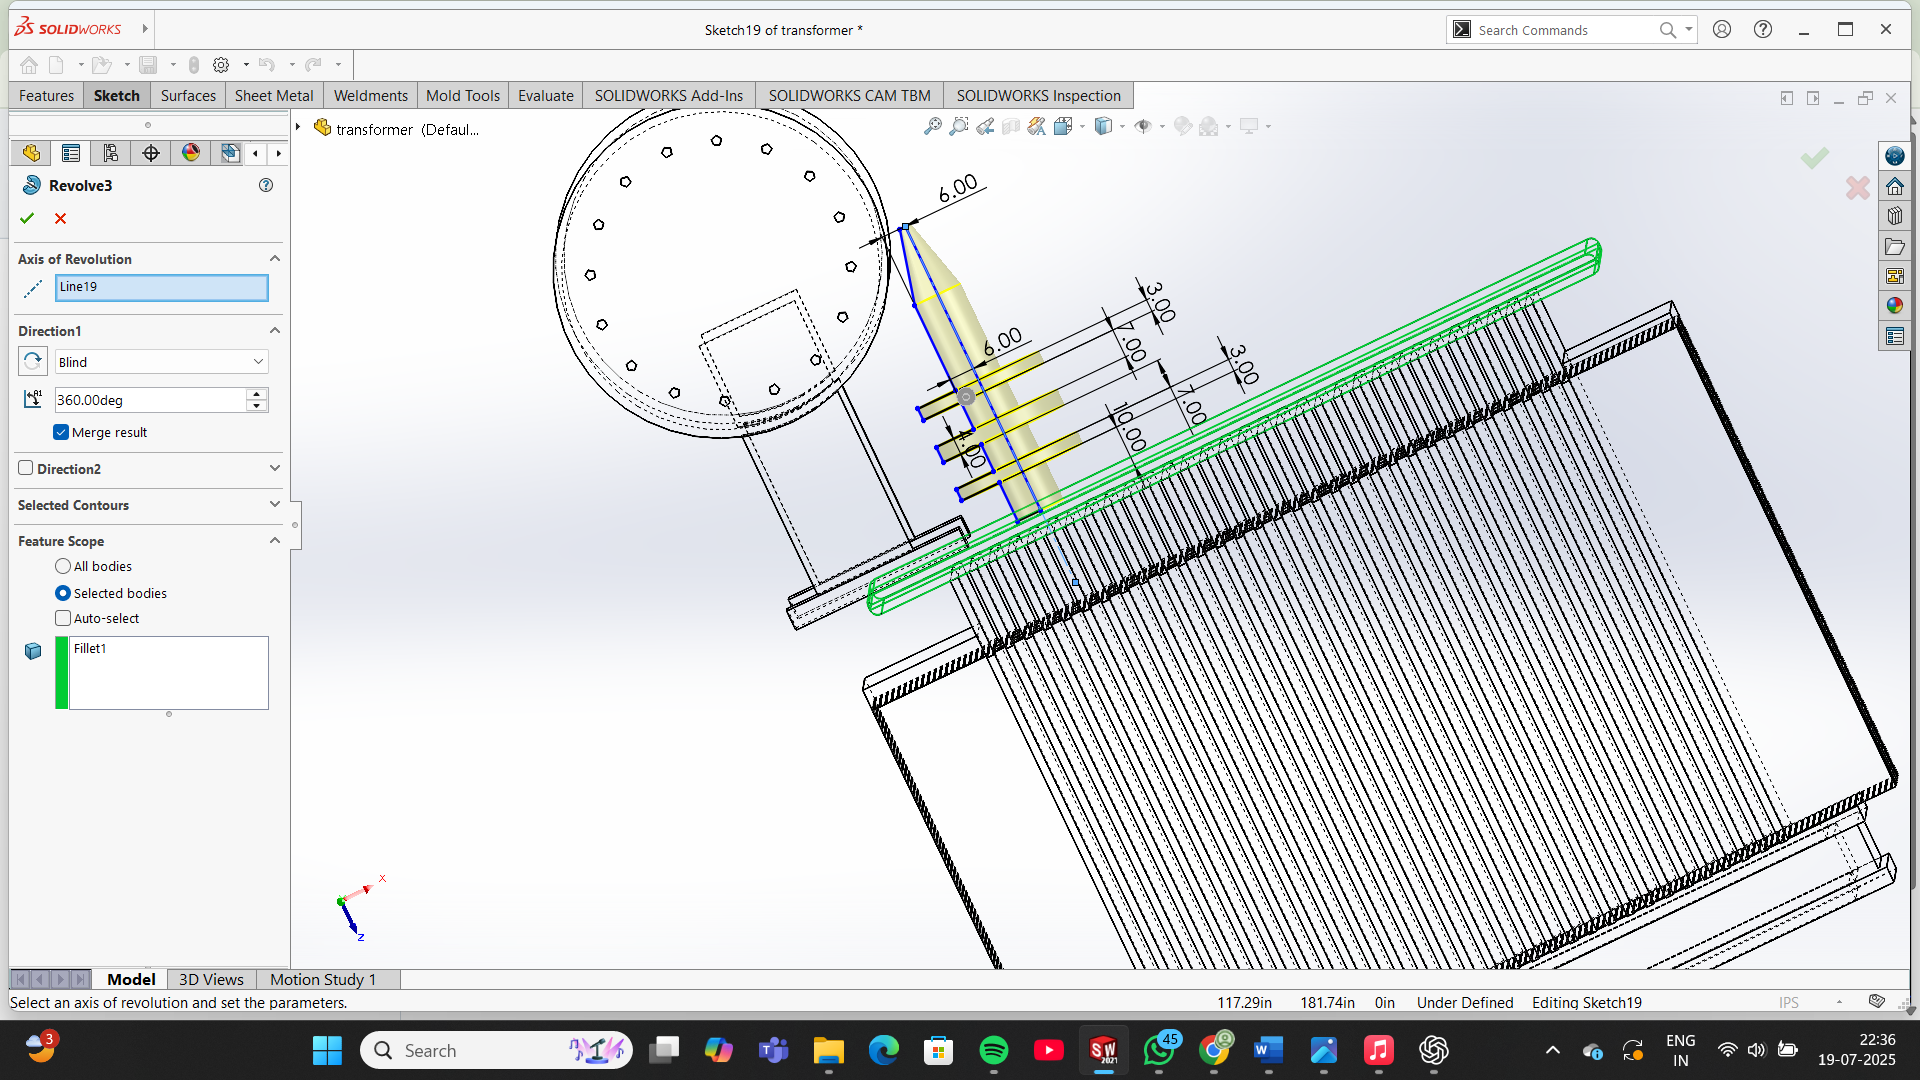 SOLIDWORKS
Sketch19 of transformer *
Search Commands
Features
Sketch
Surfaces
Sheet Metal
Weldments
Mold Tools
Evaluate
SOLIDWORKS Add-Ins
SOLIDWORKS CAM TBM
SOLIDWORKS Inspection
transformer (Defaul...
Revolve3
Axis of Revolution
Line19
Direction1
Blind
360.00deg
Merge result
Direction2
Selected Contours
Feature Scope
All bodies
Selected bodies
Auto-select
Fillet1
6.00
3.00
7.00
6.00
3.00
7.00
10.00
4.00
x
z
Model
3D Views
Motion Study 1
Select an axis of revolution and set the parameters.
117.29in
181.74in
0in
Under Defined
Editing Sketch19
IPS
3
Search
SW
2021
45
W
ENG
IN
22:36
19-07-2025